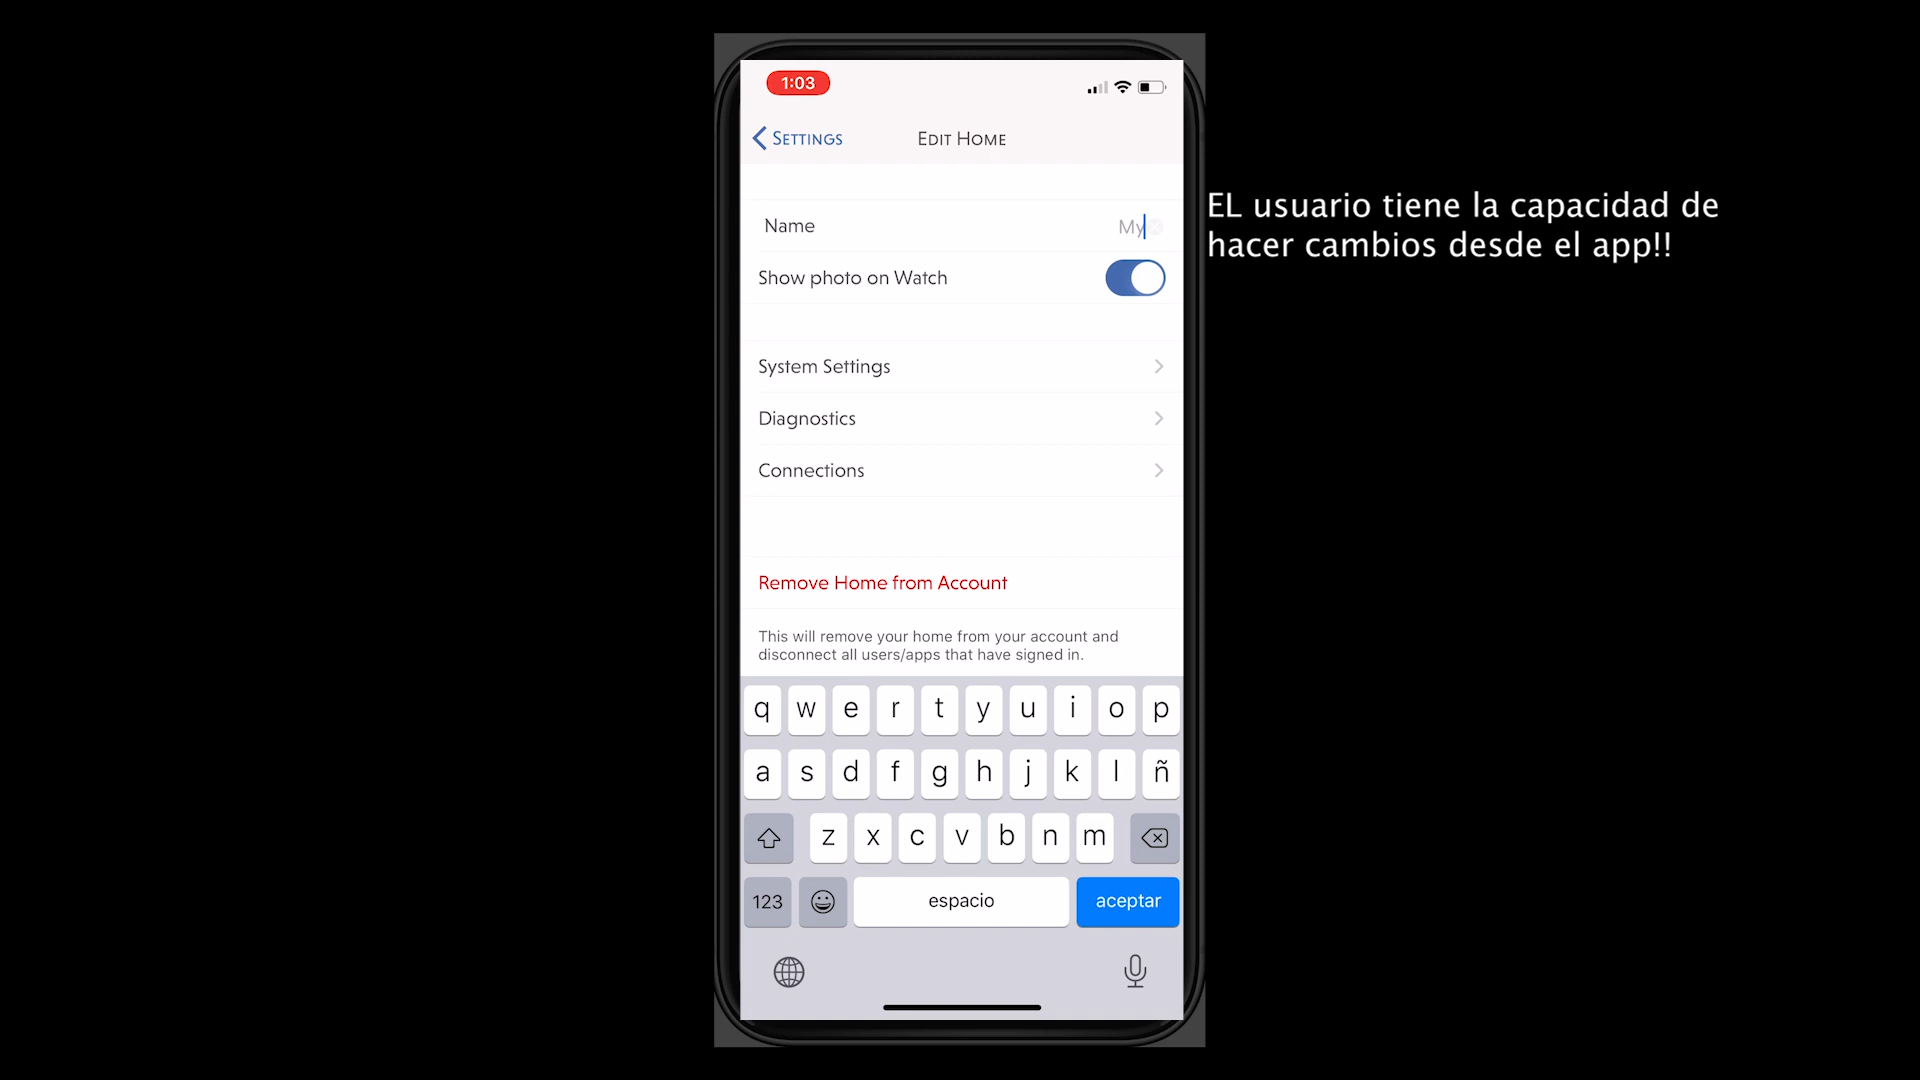 1:03
Settings
Edit Home
EL usuario tiene la capacidad de
hacer cambios desde el app!!
Name
My
Show photo on Watch
System Settings
Diagnostics
Connections
Remove Home from Account
This will remove your home from your account and
disconnect all users/apps that have signed in.
q w e r t y u i o p
a s d f g h j k l ñ
z x c v b n m
123
espacio
aceptar